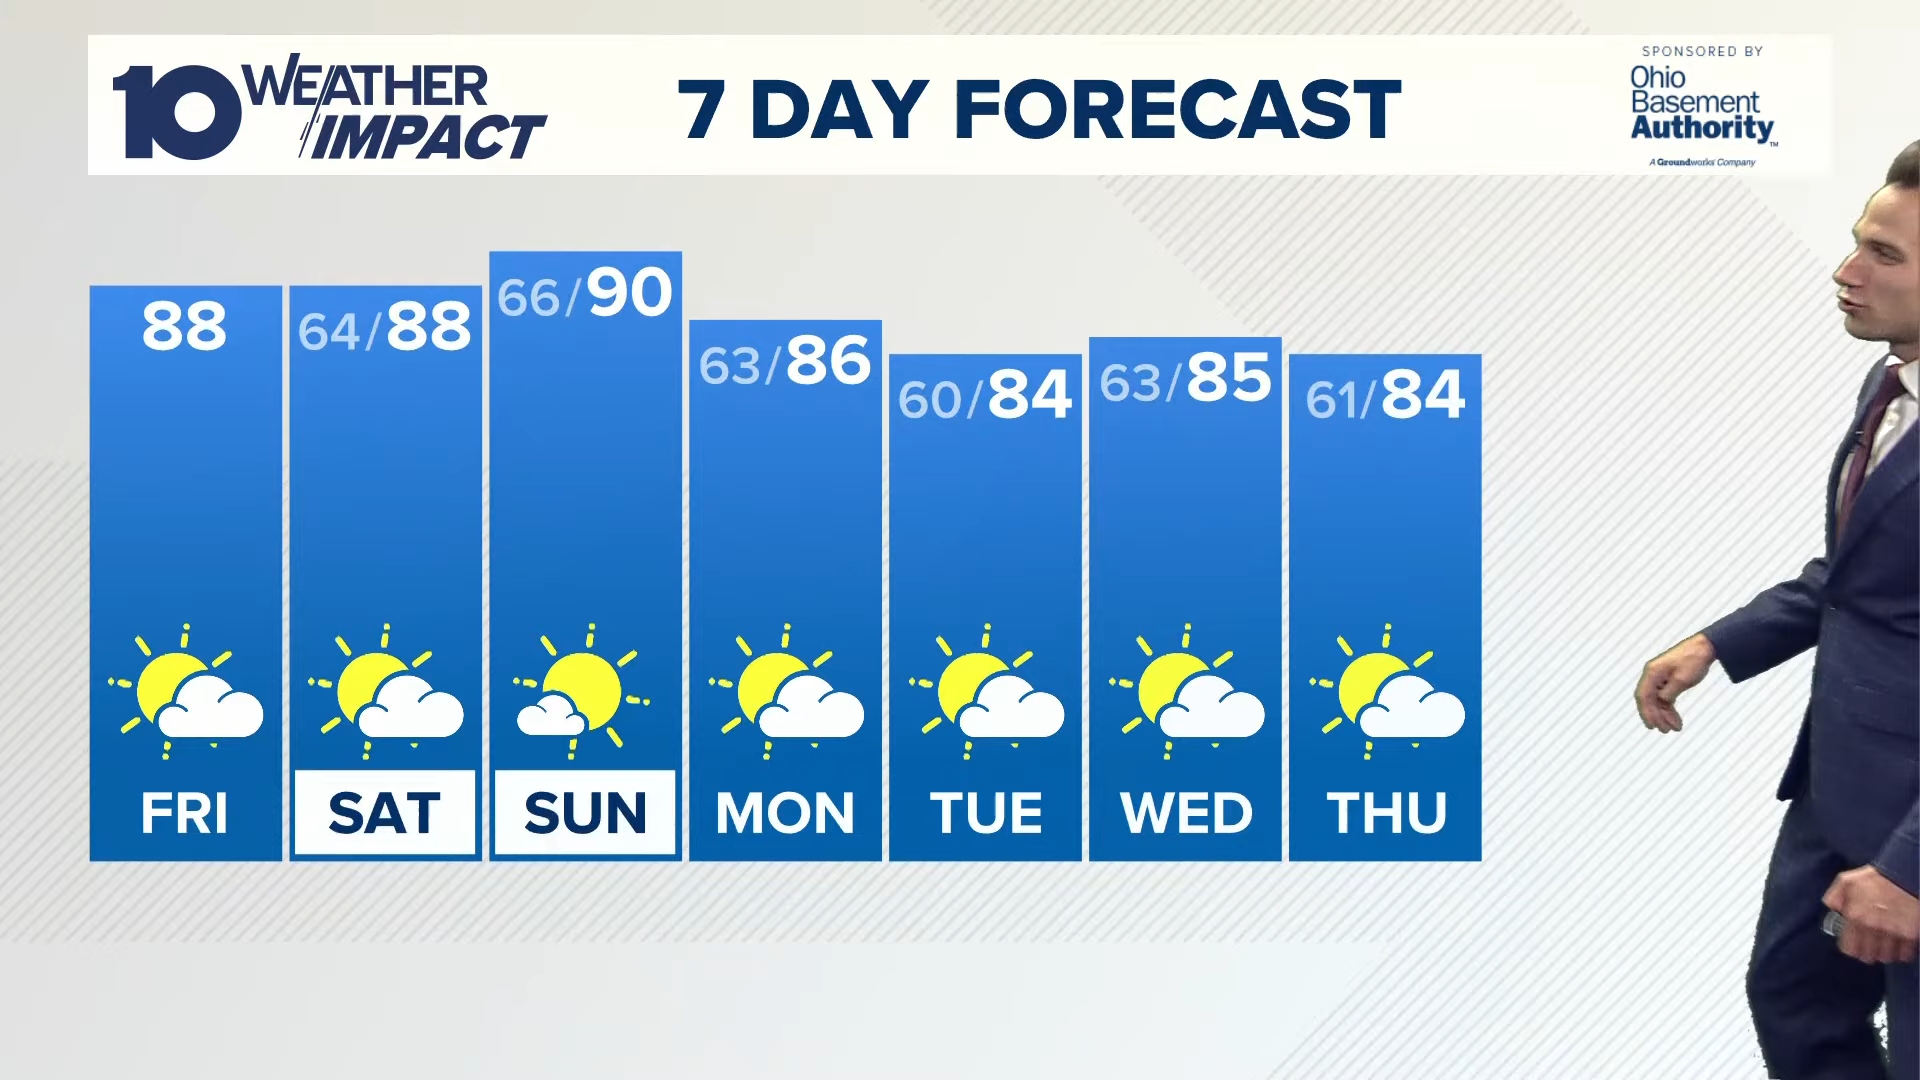 10 WEATHER IMPACT
7 DAY FORECAST
SPONSORED BY
Ohio
Basement
Authority™
A Groundworks Company
88
64/88
66/90
63/86
60/84
63/85
61/84
FRI
SAT
SUN
MON
TUE
WED
THU